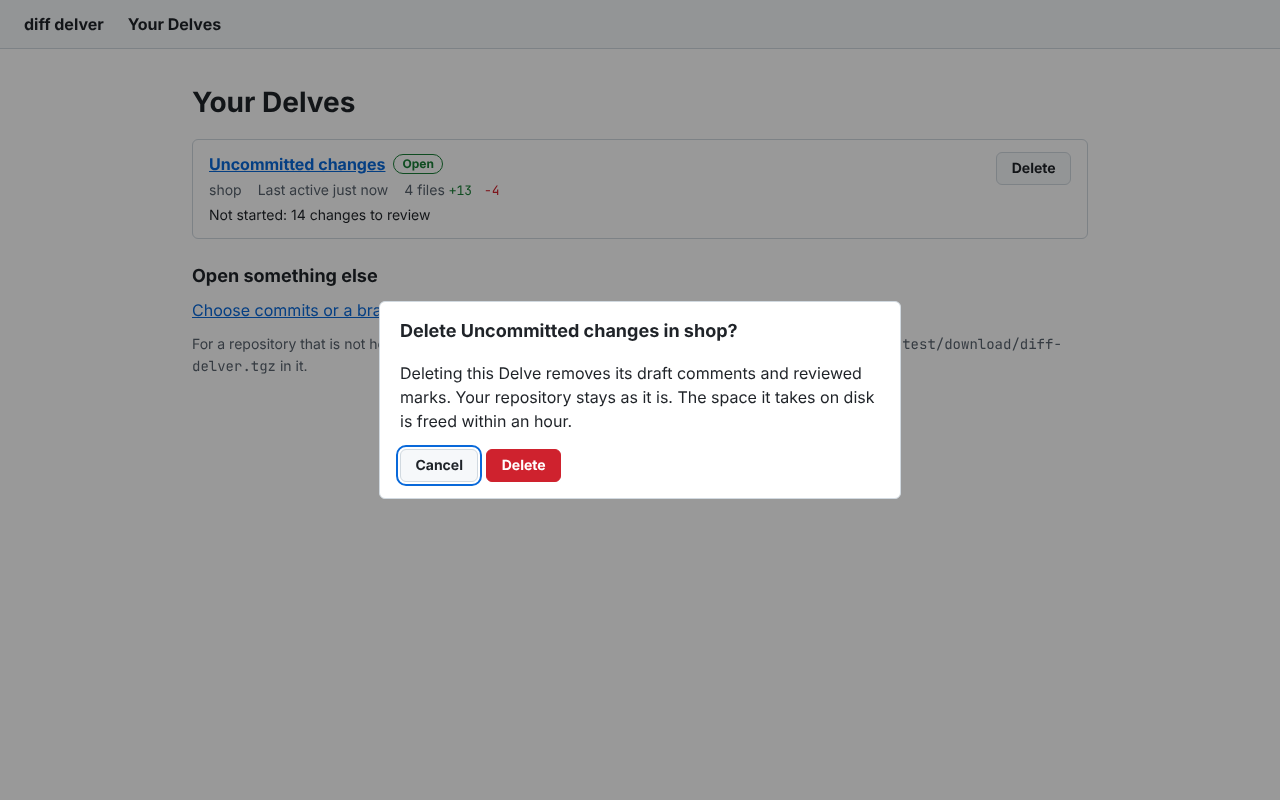 diff delver Your Delves
Your Delves
Uncommitted changes Open
Delete
shop Last active just now 4 files +13 -4
Not started: 14 changes to review
Open something else
Choose commits or a
For a repository that is not
test/download/diff-
delver.tgz in it.
Delete Uncommitted changes in shop?
Deleting this Delve removes its draft comments and reviewed
marks. Your repository stays as it is. The space it takes on disk
is freed within an hour.
Cancel Delete